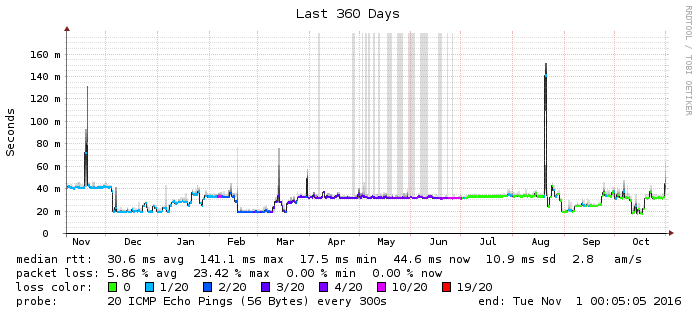 Last 360 Days
RRDTOOL / TOBI OETIKER
Seconds
160 m
140 m
120 m
100 m
80 m
60 m
40 m
20 m
0
Nov Dec Jan Feb Mar Apr May Jun Jul Aug Sep Oct
median rtt: 30.6 ms avg 141.1 ms max 17.5 ms min 44.6 ms now 10.9 ms sd 2.8 am/s
packet loss: 5.86 % avg 23.42 % max 0.00 % min 0.00 % now
loss color: 0 1/20 2/20 3/20 4/20 10/20 19/20
probe: 20 ICMP Echo Pings (56 Bytes) every 300s end: Tue Nov 1 00:05:05 2016